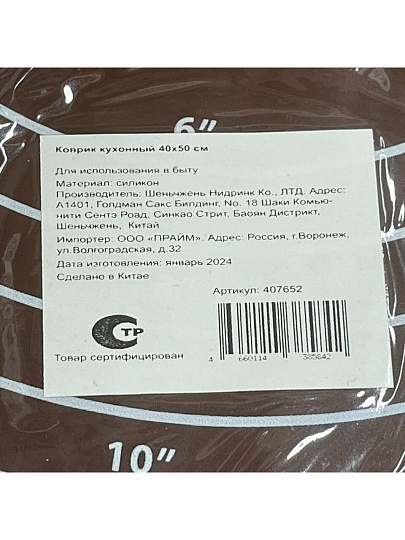 6"
Коврик кухонный 40x50 см
Для использования в быту
Материал: силикон
Производитель: Шеньчжень Нидринк Ко., ЛТД. Адрес:
А1401, Голдман Сакс Билдинг, No. 18 Шаки Комью-
нити Сентэ Роад, Синкао Стрит, Баоян Дистрикт,
Шеньчжень, Китай
Импортер: ООО «ПРАЙМ». Адрес: Россия, г.Воронеж,
ул.Волгоградская, д.32
Дата изготовления: январь 2024
Сделано в Китае
Артикул: 407652
СТР
Товар сертифицирован
4 660114 385842
10"